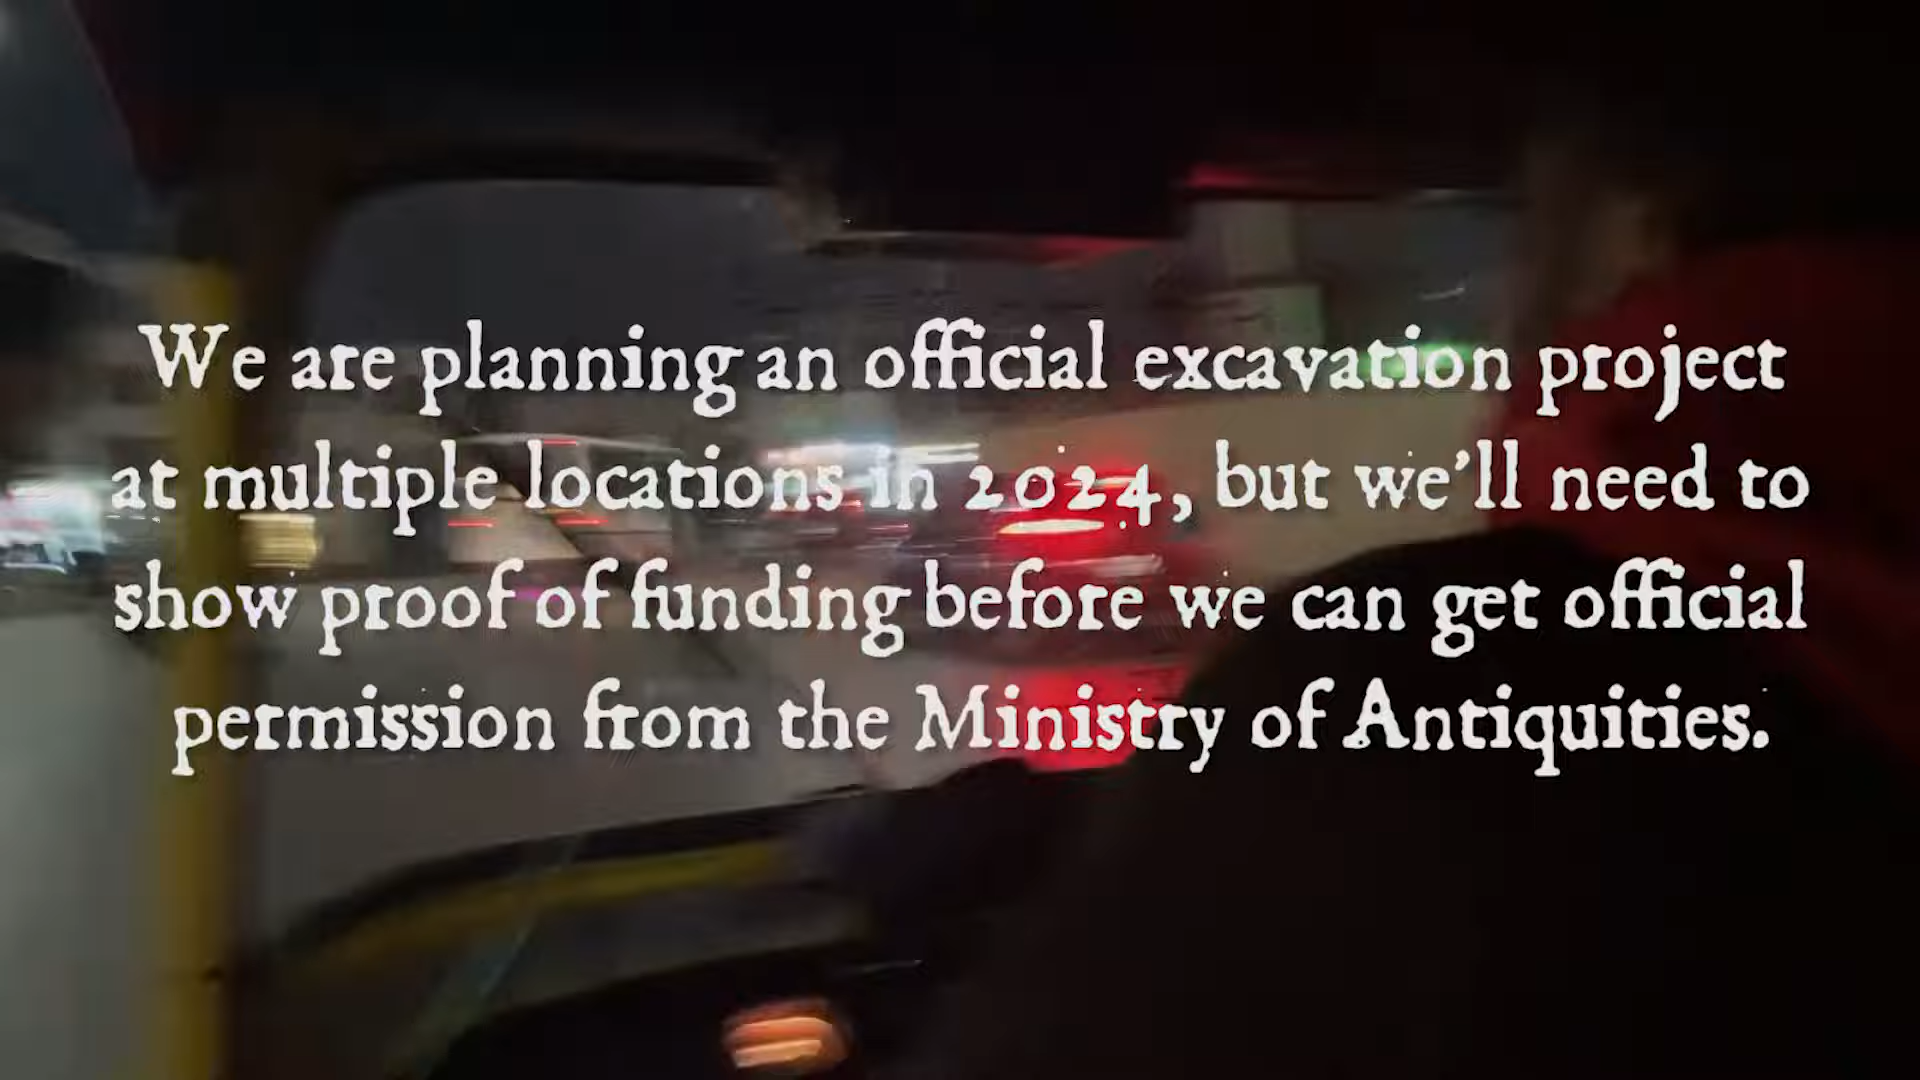 We are planning an official excavation project
at multiple locations in 2024, but we'll need to
show proof of funding before we can get official
permission from the Ministry of Antiquities.